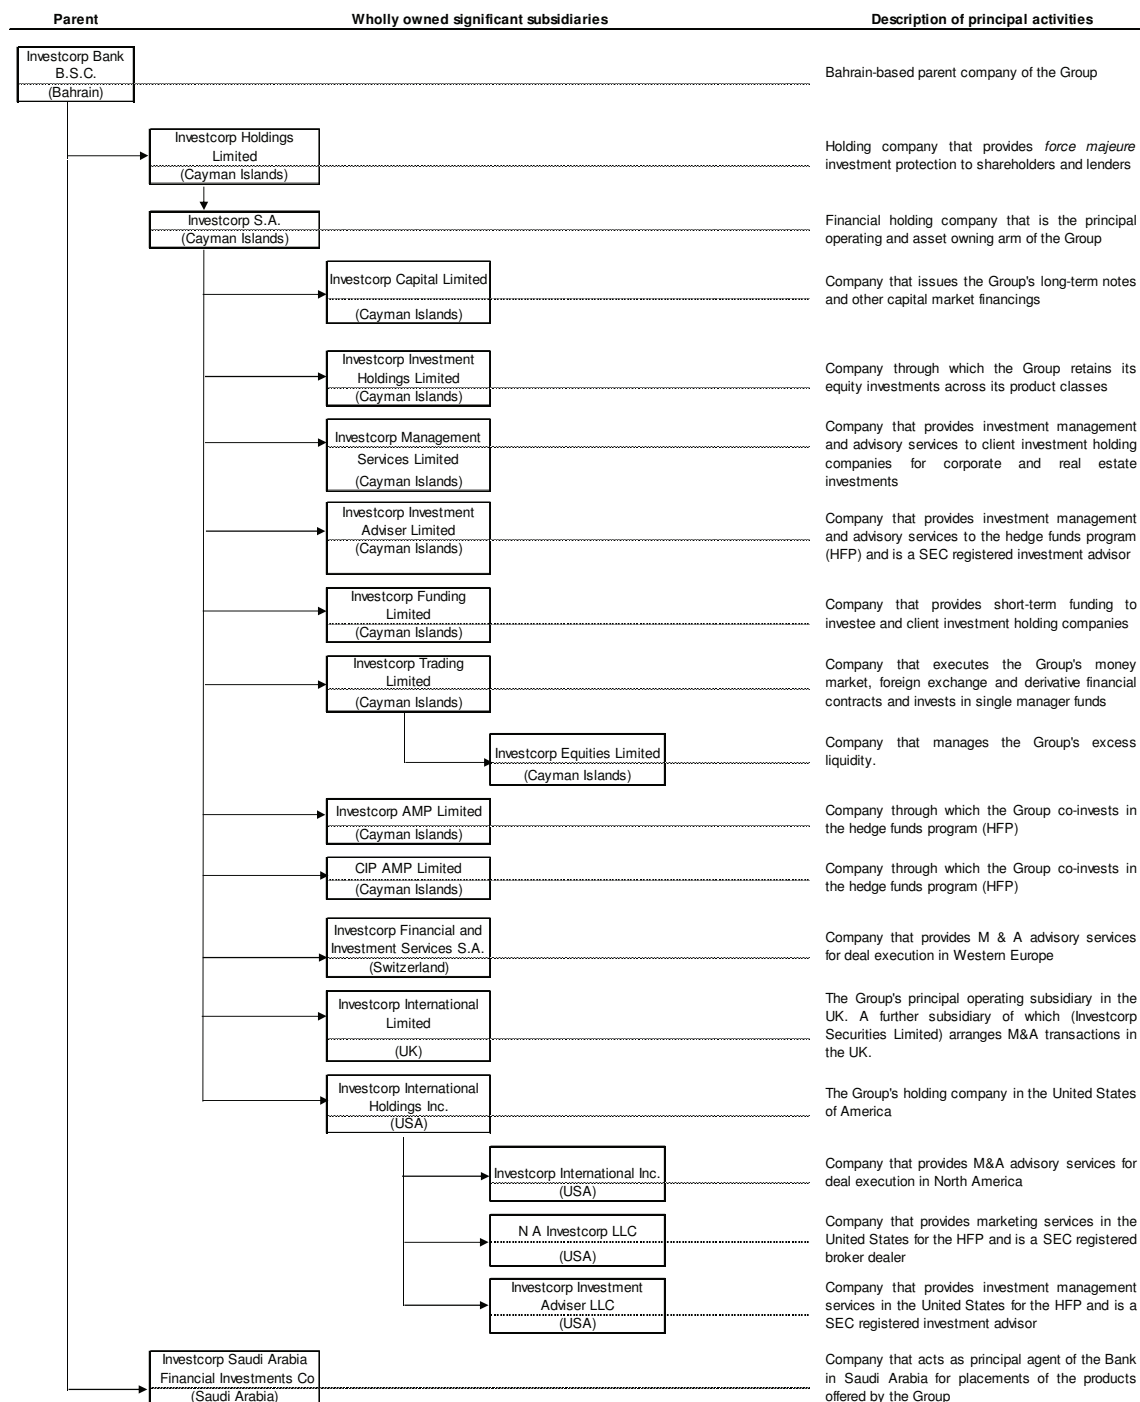 Parent Wholly owned significant subsidiaries Description of principal activities
Investcorp Bank
B.S.C.
(Bahrain)
Bahrain-based parent company of the Group
Investcorp Holdings
Limited
(Cayman Islands)
Holding company that provides force majeure
investment protection to shareholders and lenders
Investcorp S.A.
(Cayman Islands)
Financial holding company that is the principal
operating and asset owning arm of the Group
Investcorp Capital Limited
(Cayman Islands)
Company that issues the Group's long-term notes
and other capital market financings
Investcorp Investment
Holdings Limited
(Cayman Islands)
Company through which the Group retains its
equity investments across its product classes
Investcorp Management
Services Limited
(Cayman Islands)
Company that provides investment management
and advisory services to client investment holding
companies for corporate and real estate
investments
Investcorp Investment
Adviser Limited
(Cayman Islands)
Company that provides investment management
and advisory services to the hedge funds program
(HFP) and is a SEC registered investment advisor
Investcorp Funding
Limited
(Cayman Islands)
Company that provides short-term funding to
investee and client investment holding companies
Investcorp Trading
Limited
(Cayman Islands)
Company that executes the Group's money
market, foreign exchange and derivative financial
contracts and invests in single manager funds
Investcorp Equities Limited
(Cayman Islands)
Company that manages the Group's excess
liquidity.
Investcorp AMP Limited
(Cayman Islands)
Company through which the Group co-invests in
the hedge funds program (HFP)
CIP AMP Limited
(Cayman Islands)
Company through which the Group co-invests in
the hedge funds program (HFP)
Investcorp Financial and
Investment Services S.A.
(Switzerland)
Company that provides M & A advisory services
for deal execution in Western Europe
Investcorp International
Limited
(UK)
The Group's principal operating subsidiary in the
UK. A further subsidiary of which (Investcorp
Securities Limited) arranges M&A transactions in
the UK.
Investcorp International
Holdings Inc.
(USA)
The Group's holding company in the United States
of America
Investcorp International Inc.
(USA)
Company that provides M&A advisory services for
deal execution in North America
N A Investcorp LLC
(USA)
Company that provides marketing services in the
United States for the HFP and is a SEC registered
broker dealer
Investcorp Investment
Adviser LLC
(USA)
Company that provides investment management
services in the United States for the HFP and is a
SEC registered investment advisor
Investcorp Saudi Arabia
Financial Investments Co
(Saudi Arabia)
Company that acts as principal agent of the Bank
in Saudi Arabia for placements of the products
offered by the Group